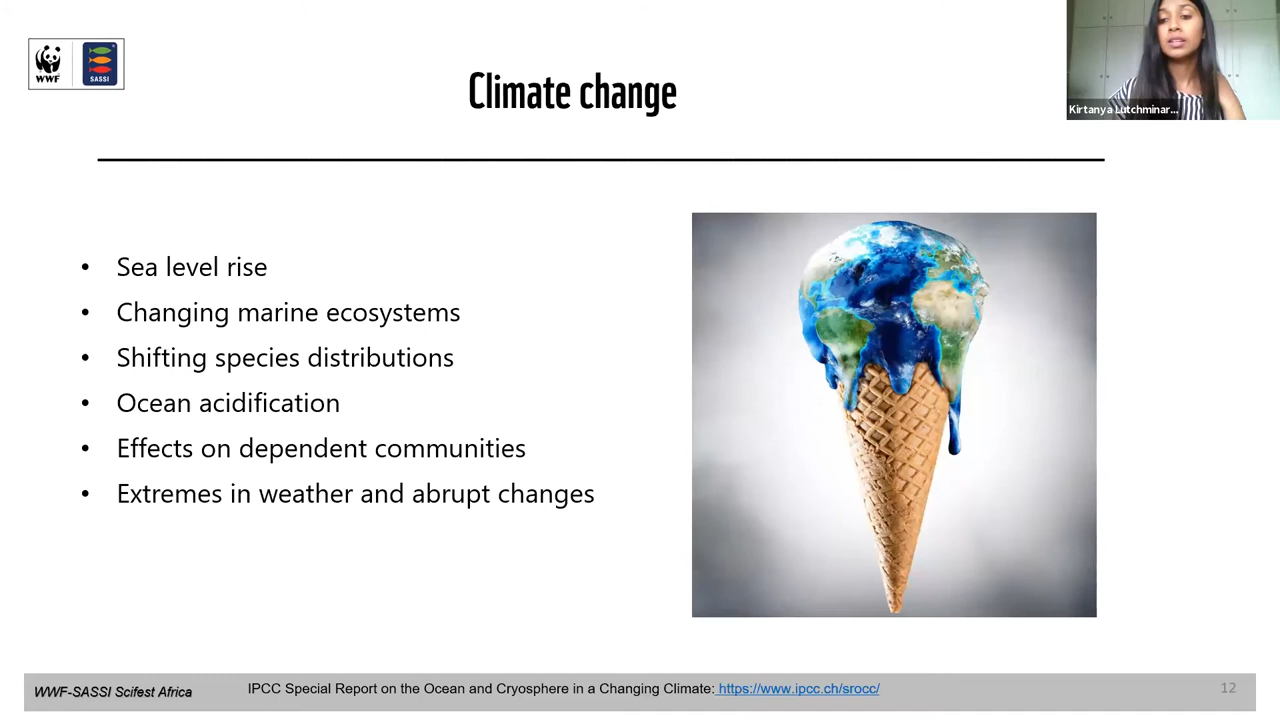 WWF
SASSI
Climate change
Kirtanya Lutchminar...
• Sea level rise
• Changing marine ecosystems
• Shifting species distributions
• Ocean acidification
• Effects on dependent communities
• Extremes in weather and abrupt changes
WWF-SASSI Scifest Africa
IPCC Special Report on the Ocean and Cryosphere in a Changing Climate: https://www.ipcc.ch/srocc/
12